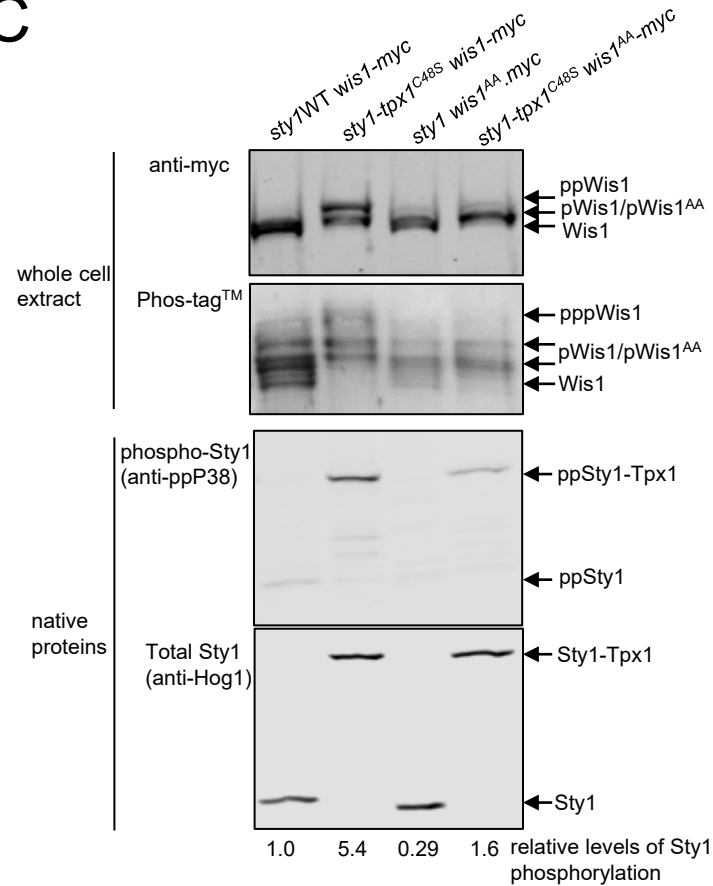 C
sty1WT wis1-myc
sty1-tpx1C48S wis1-myc
sty1 wis1AA .myc
sty1-tpx1C48S wis1AA-myc
anti-myc
ppWis1
pWis1/pWis1AA
Wis1
whole cell
extract
Phos-tagTM
pppWis1
pWis1/pWis1AA
Wis1
phospho-Sty1
(anti-ppP38)
ppSty1-Tpx1
ppSty1
native
proteins
Total Sty1
(anti-Hog1)
Sty1-Tpx1
Sty1
1.0 5.4 0.29 1.6 relative levels of Sty1
phosphorylation